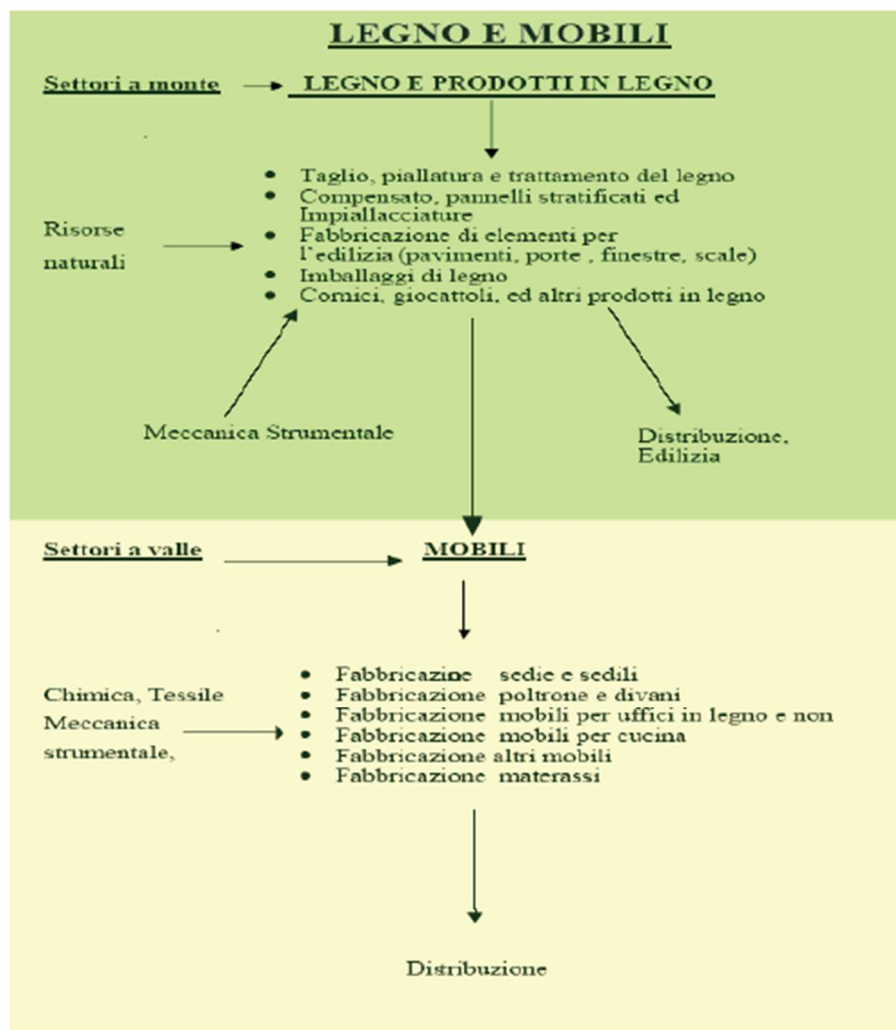 LEGNO E MOBILI
Settori a monte
LEGNO E PRODOTTI IN LEGNO
• Taglio, piallatura e trattamento del legno
• Compensato, pannelli stratificati ed
Impiallacciature
• Fabbricazione di elementi per
l'edilizia (pavimenti, porte , finestre, scale)
• Imballaggi di legno
• Cornici, giocattoli, ed altri prodotti in legno
Risorse
naturali
Meccanica Strumentale
Distribuzione,
Edilizia
Settori a valle
MOBILI
• Fabbricazine sedie e sedili
• Fabbricazione poltrone e divani
• Fabbricazione mobili per uffici in legno e non
• Fabbricazione mobili per cucina
• Fabbricazione altri mobili
• Fabbricazione materassi
Chimica, Tessile
Meccanica
strumentale,
Distribuzione